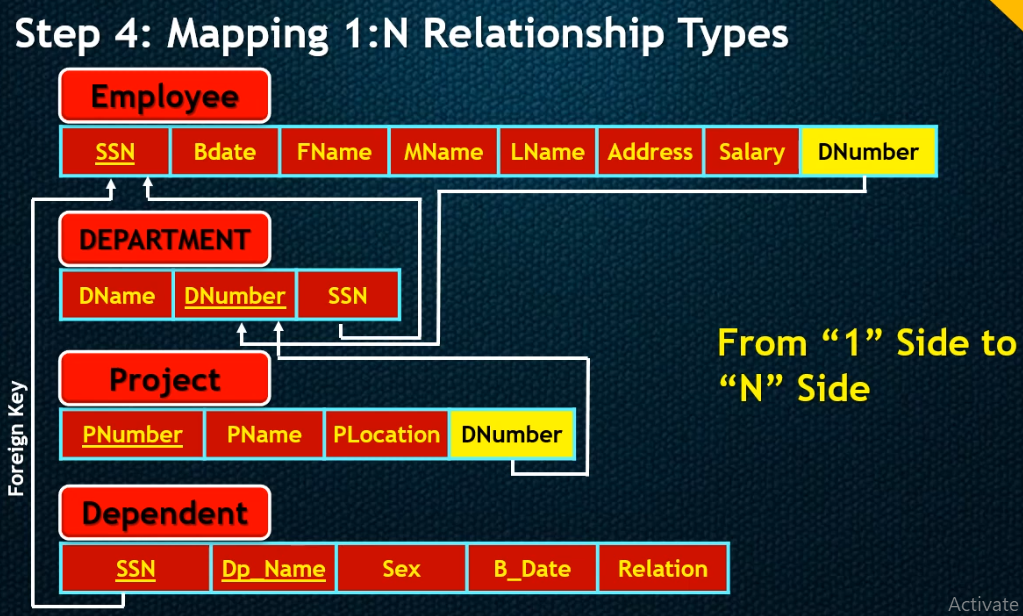 Step 4: Mapping 1:N Relationship Types
Employee
SSN Bdate FName MName LName Address Salary DNumber
DEPARTMENT
DName DNumber SSN
From “1” Side to
“N” Side
Project
PNumber PName PLocation DNumber
Foreign Key
Dependent
SSN Dp_Name Sex B_Date Relation
Activate